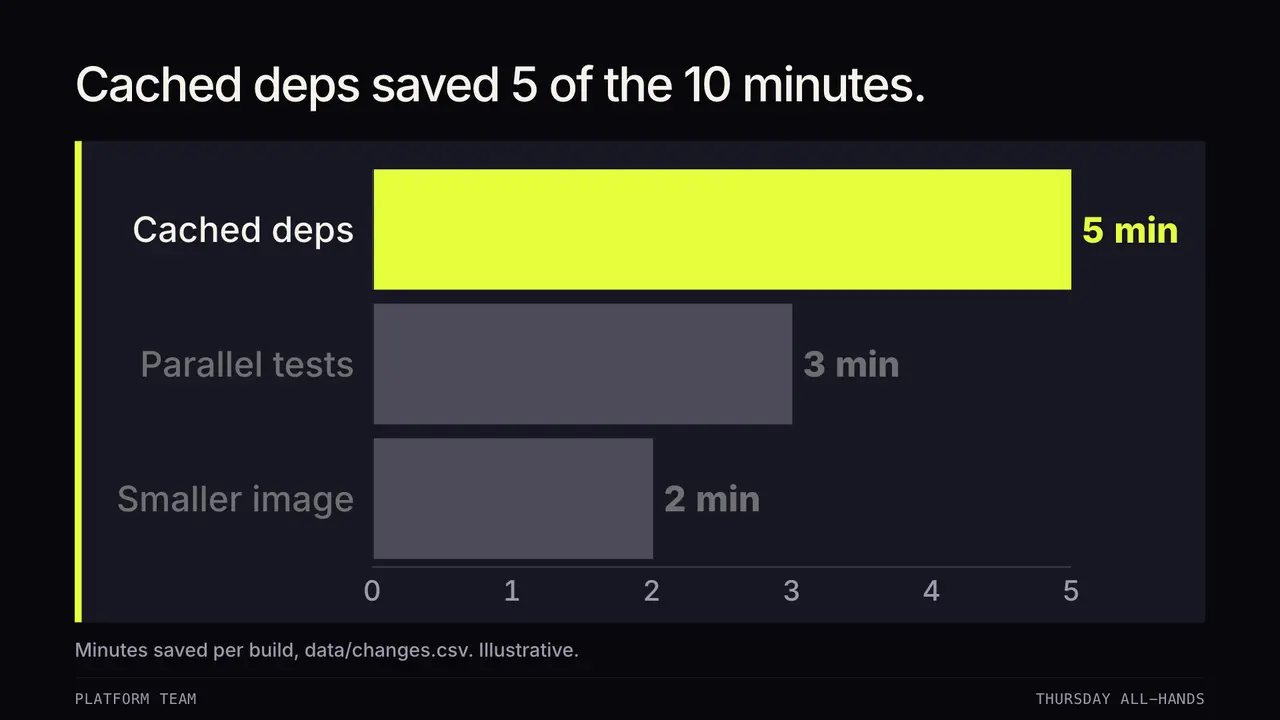 Cached deps saved 5 of the 10 minutes.
Cached deps
5 min
Parallel tests
3 min
Smaller image
2 min
0 1 2 3 4 5
Minutes saved per build, data/changes.csv. Illustrative.
PLATFORM TEAM
THURSDAY ALL–HANDS